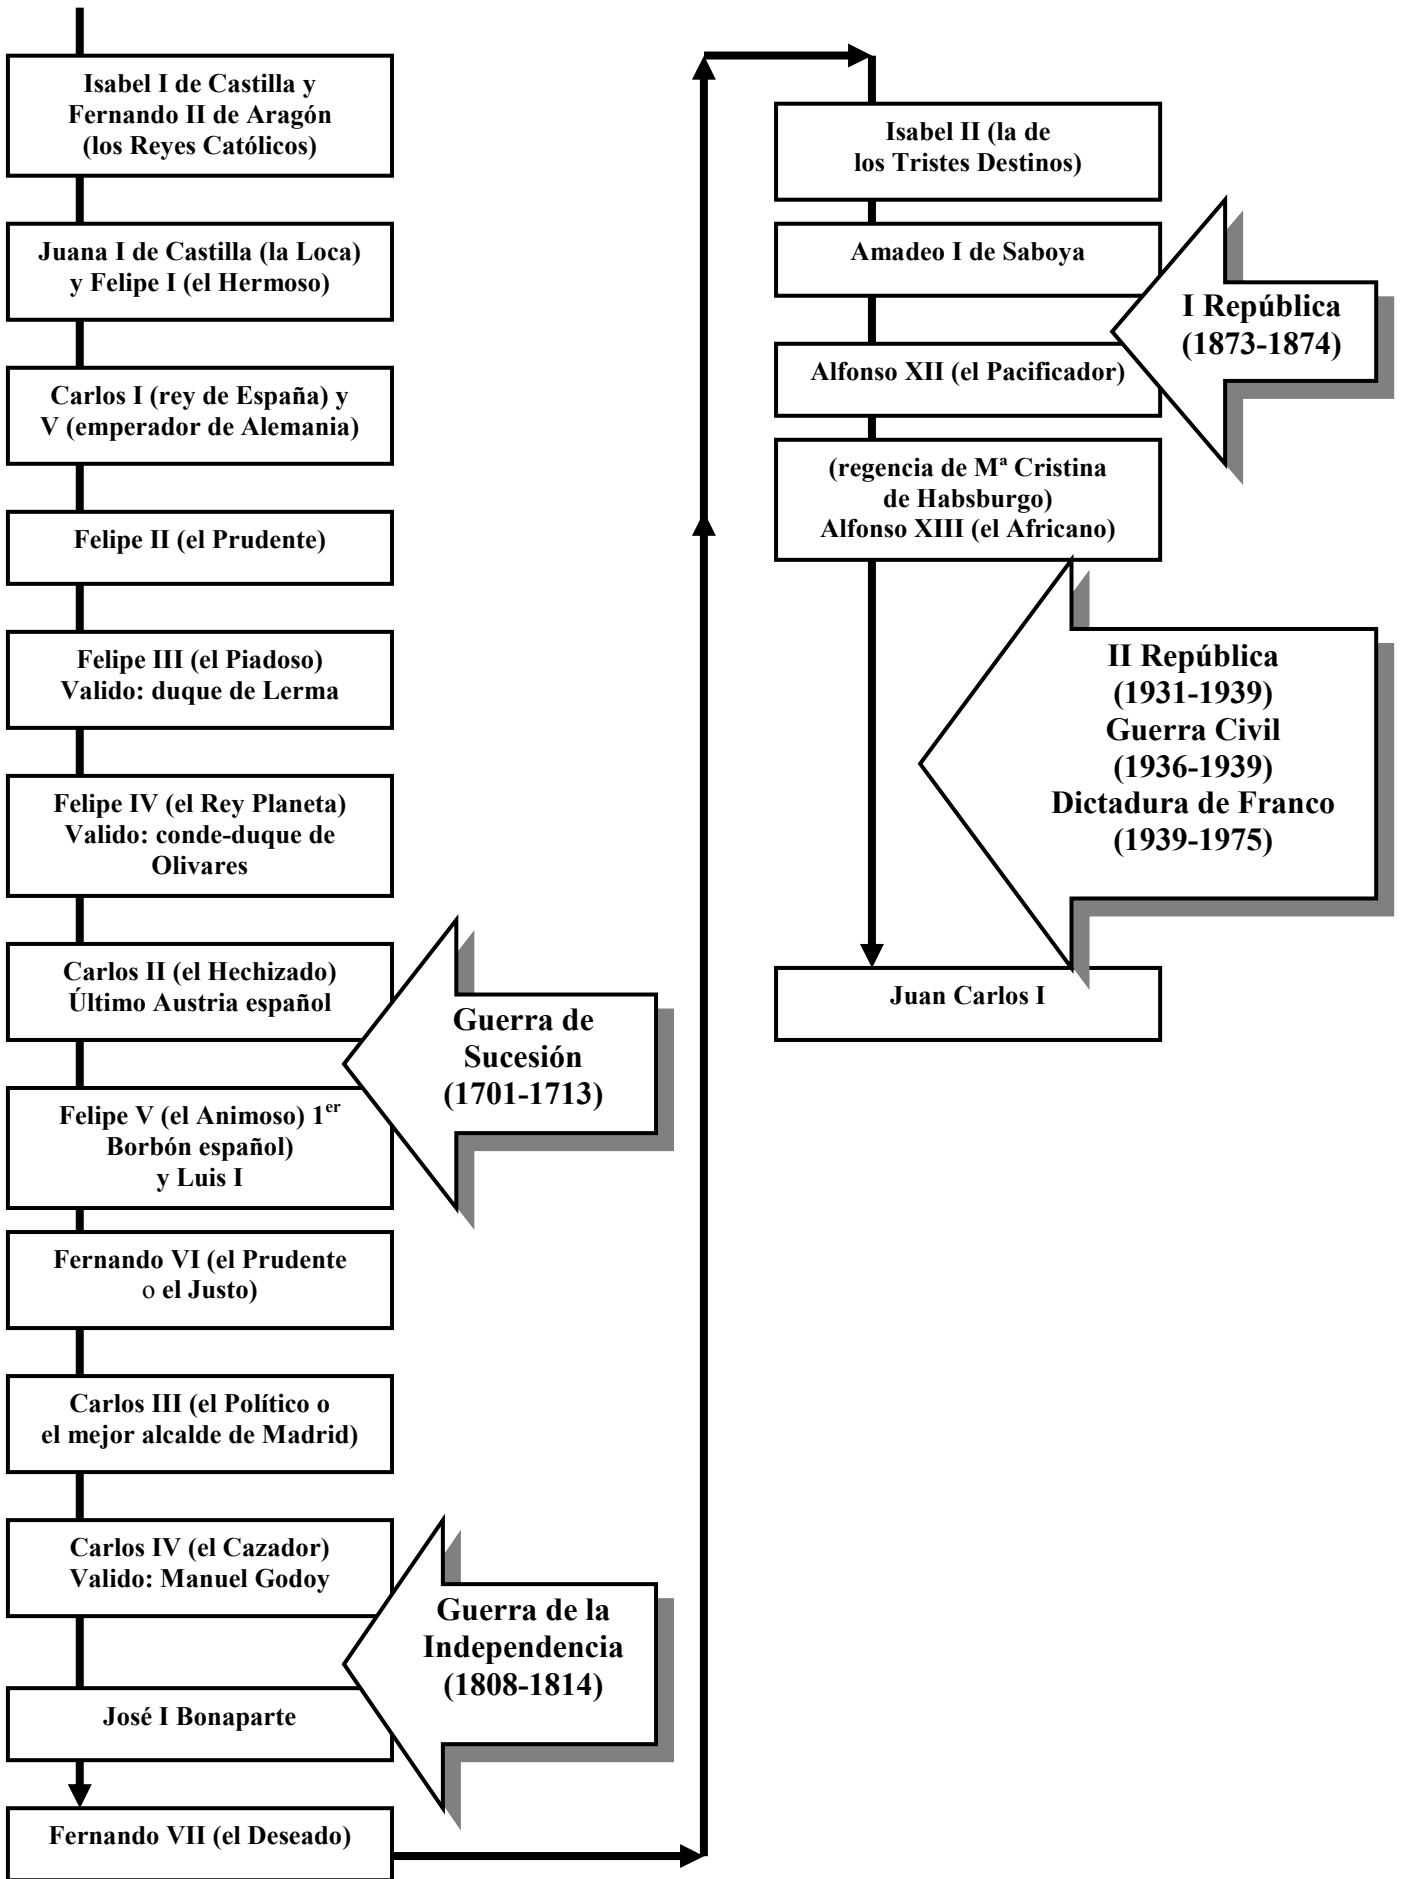 Isabel I de Castilla y
Fernando II de Aragón
(los Reyes Católicos)
Juana I de Castilla (la Loca)
y Felipe I (el Hermoso)
Carlos I (rey de España) y
V (emperador de Alemania)
Felipe II (el Prudente)
Felipe III (el Piadoso)
Valido: duque de Lerma
Felipe IV (el Rey Planeta)
Valido: conde-duque de
Olivares
Carlos II (el Hechizado)
Último Austria español
Guerra de
Sucesión
(1701-1713)
Felipe V (el Animoso) 1er
Borbón español)
y Luis I
Fernando VI (el Prudente
o el Justo)
Carlos III (el Político o
el mejor alcalde de Madrid)
Carlos IV (el Cazador)
Valido: Manuel Godoy
Guerra de la
Independencia
(1808-1814)
José I Bonaparte
Fernando VII (el Deseado)
Isabel II (la de
los Tristes Destinos)
Amadeo I de Saboya
I República
(1873-1874)
Alfonso XII (el Pacificador)
(regencia de Mª Cristina
de Habsburgo)
Alfonso XIII (el Africano)
II República
(1931-1939)
Guerra Civil
(1936-1939)
Dictadura de Franco
(1939-1975)
Juan Carlos I